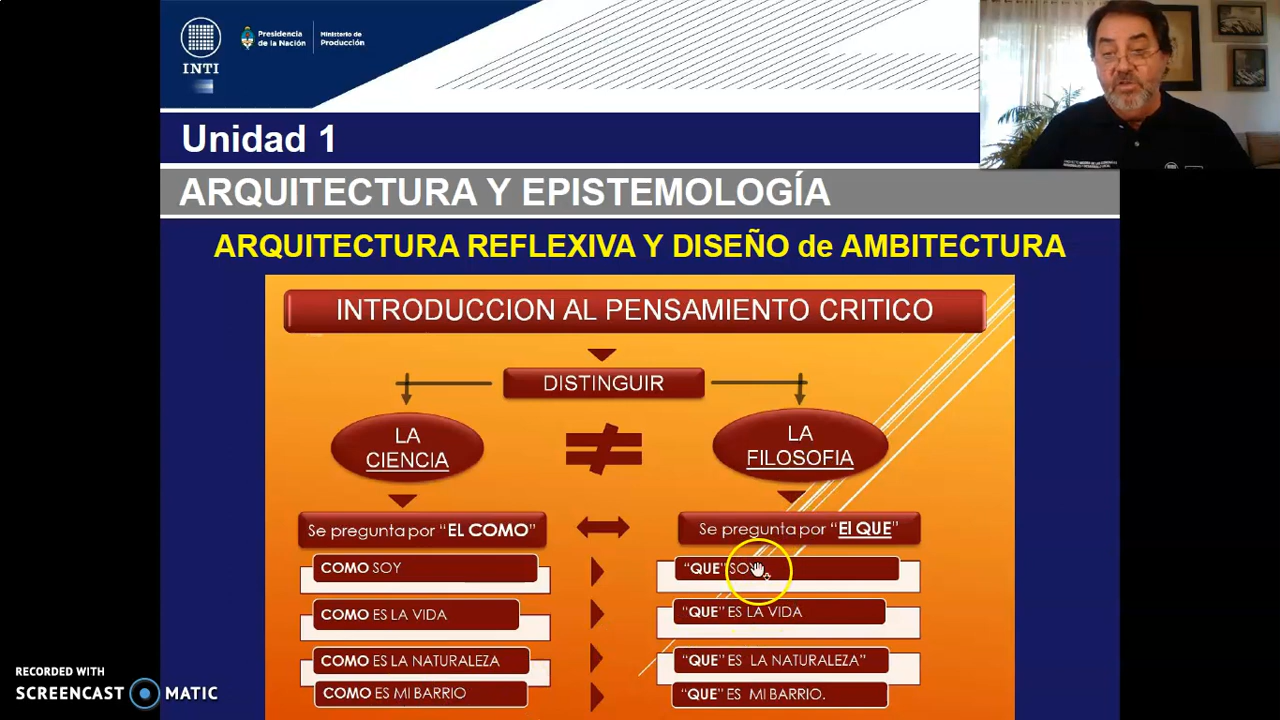 INTI
Presidencia
de la Nación
Ministerio de
Producción
Unidad 1
ARQUITECTURA Y EPISTEMOLOGÍA
ARQUITECTURA REFLEXIVA Y DISEÑO de AMBITECTURA
INTRODUCCION AL PENSAMIENTO CRITICO
DISTINGUIR
LA
CIENCIA
LA
FILOSOFIA
Se pregunta por “EL COMO”
Se pregunta por “El QUE”
COMO SOY
“QUE” SOY
COMO ES LA VIDA
“QUE” ES LA VIDA
COMO ES LA NATURALEZA
“QUE” ES LA NATURALEZA”
COMO ES MI BARRIO
“QUE” ES MI BARRIO.
RECORDED WITH
SCREENCAST MATIC